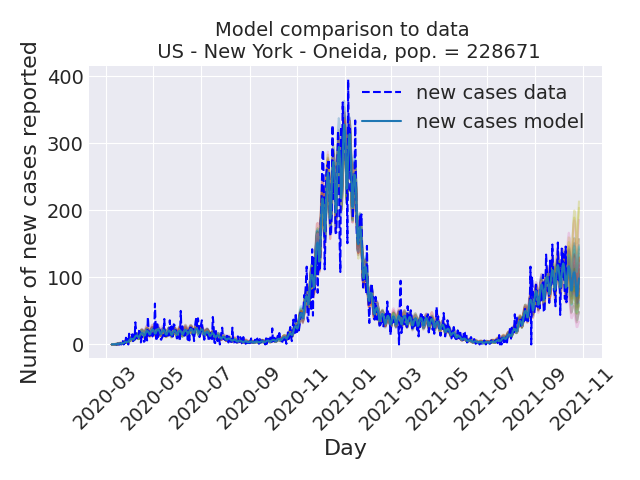 Model comparison to data
US - New York - Oneida, pop. = 228671
Number of new cases reported
400
300
200
100
0
new cases data
new cases model
2020-03
2020-05
2020-07
2020-09
2020-11
2021-01
2021-03
2021-05
2021-07
2021-09
2021-11
Day